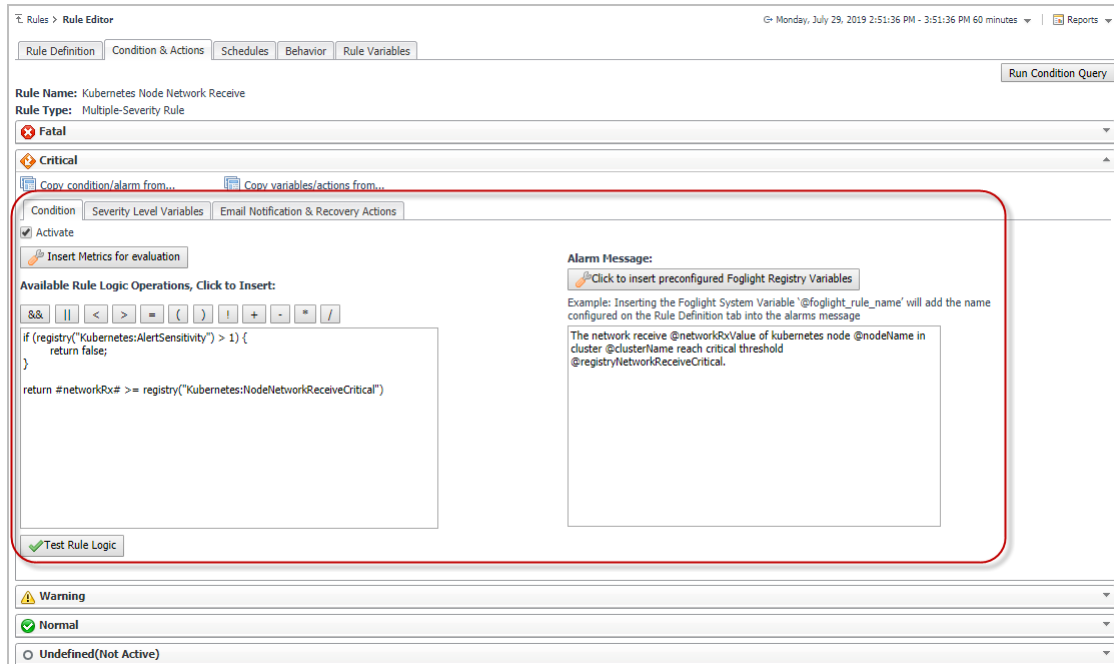 Rules > Rule Editor
Monday, July 29, 2019 2:51:36 PM - 3:51:36 PM 60 minutes
Reports
Rule Definition
Condition & Actions
Schedules
Behavior
Rule Variables
Run Condition Query
Rule Name: Kubernetes Node Network Receive
Rule Type: Multiple-Severity Rule
Fatal
Critical
Copy condition/alarm from...
Copy variables/actions from...
Condition
Severity Level Variables
Email Notification & Recovery Actions
Activate
Insert Metrics for evaluation
Available Rule Logic Operations, Click to Insert:
&& || < > = ( ) ! + - * /
if (registry("Kubernetes:AlertSensitivity") > 1) {
return false;
}
return #networkRx# >= registry("Kubernetes:NodeNetworkReceiveCritical")
Test Rule Logic
Alarm Message:
Click to insert preconfigured Foglight Registry Variables
Example: Inserting the Foglight System Variable `@foglight_rule_name' will add the name
configured on the Rule Definition tab into the alarms message
The network receive @networkRxValue of kubernetes node @nodeName in
cluster @clusterName reach critical threshold
@registryNetworkReceiveCritical.
Warning
Normal
Undefined(Not Active)